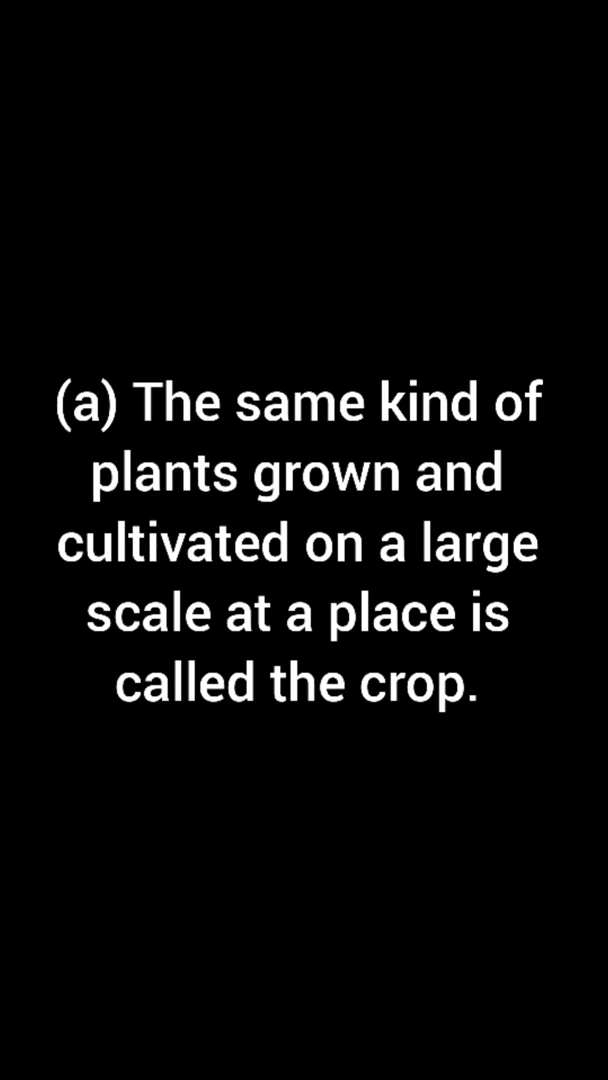 (a) The same kind of
plants grown and
cultivated on a large
scale at a place is
called the crop.